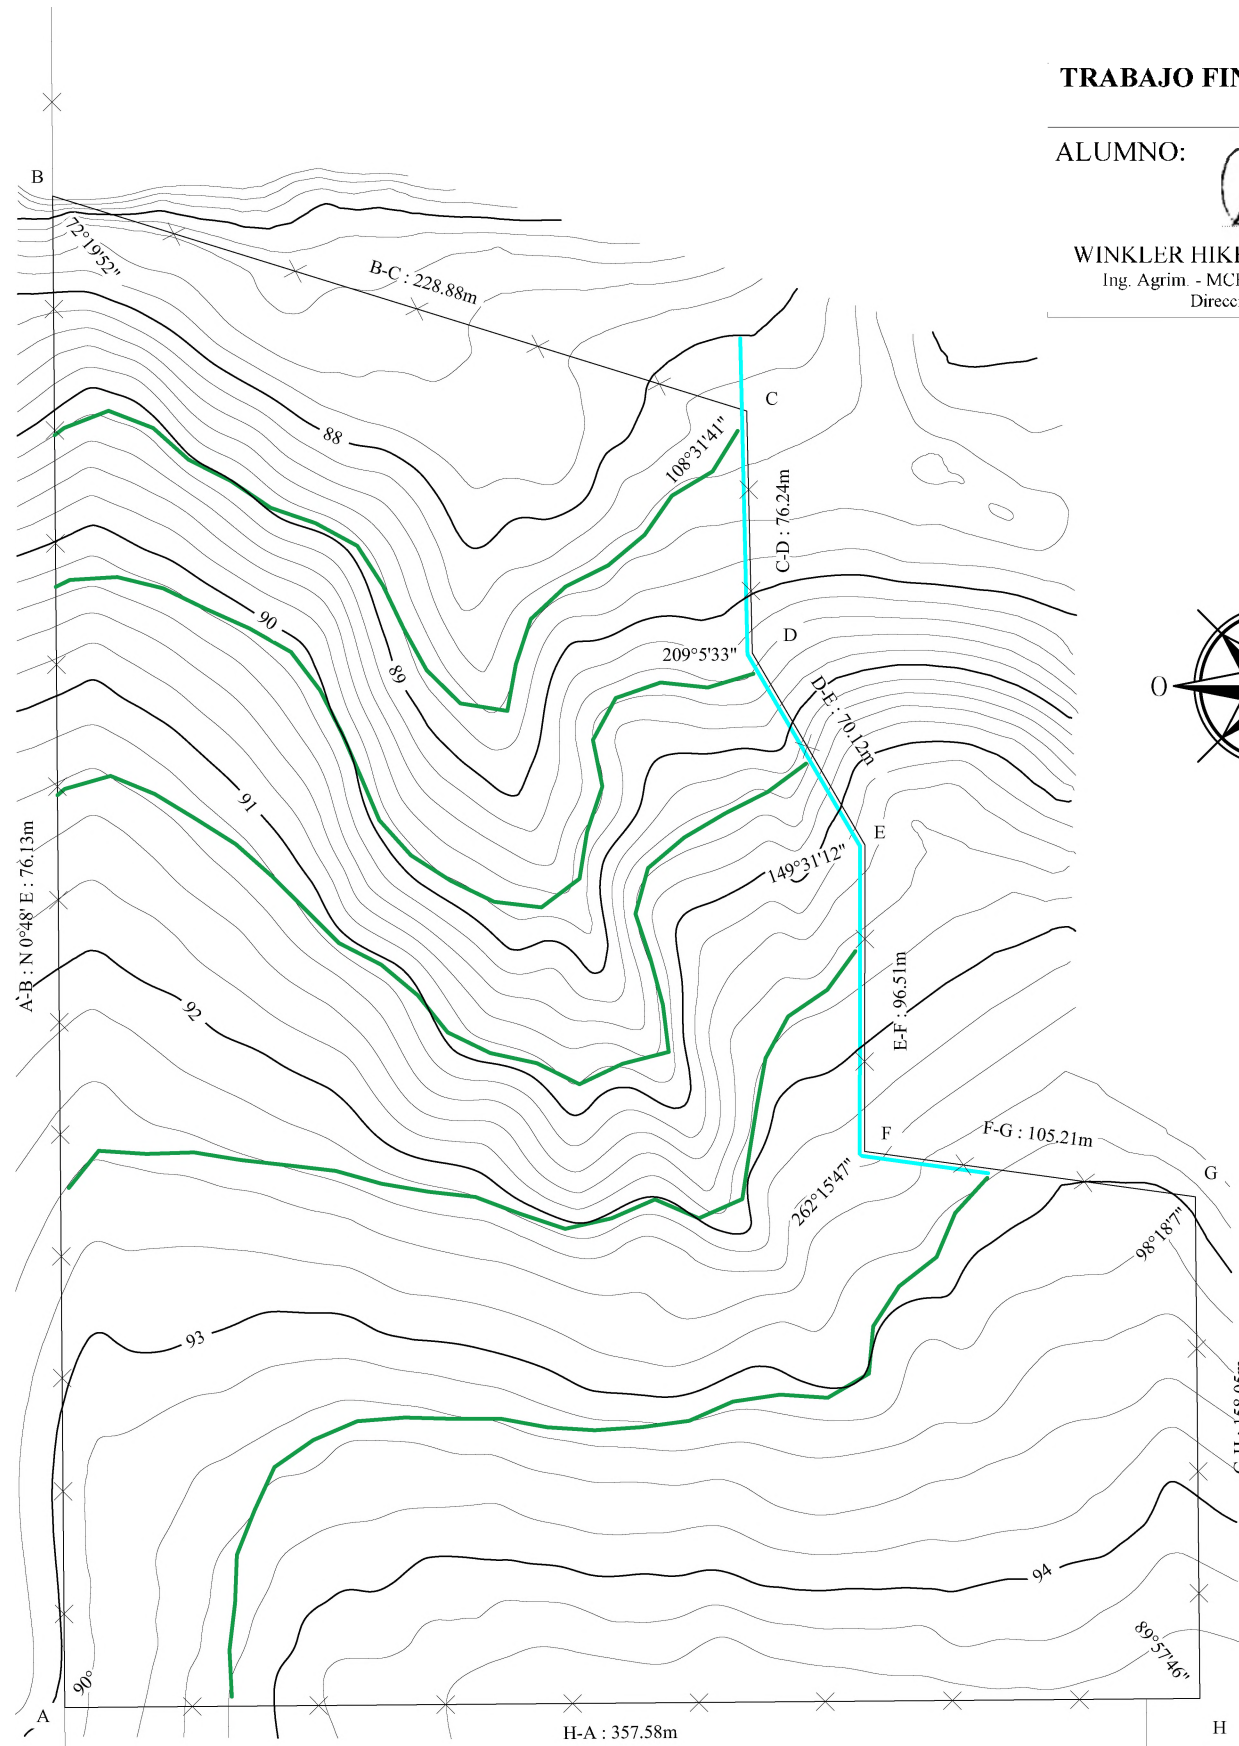 TRABAJO FIN
ALUMNO:
WINKLER HIK
Ing. Agrim. - MC
Direcc
B
72°19'52"
B-C : 228.88m
C
108°31'41"
88
C-D : 76.24m
90
89
D
209°5'33"
D-E : 70.12m
O
91
A-B : N 0°48' E : 76.13m
E
149°31'12"
92
E-F : 96.51m
F
F-G : 105.21m
G
262°15'47"
98°18'7"
93
94
89°57'46"
90°
A
H-A : 357.58m
H